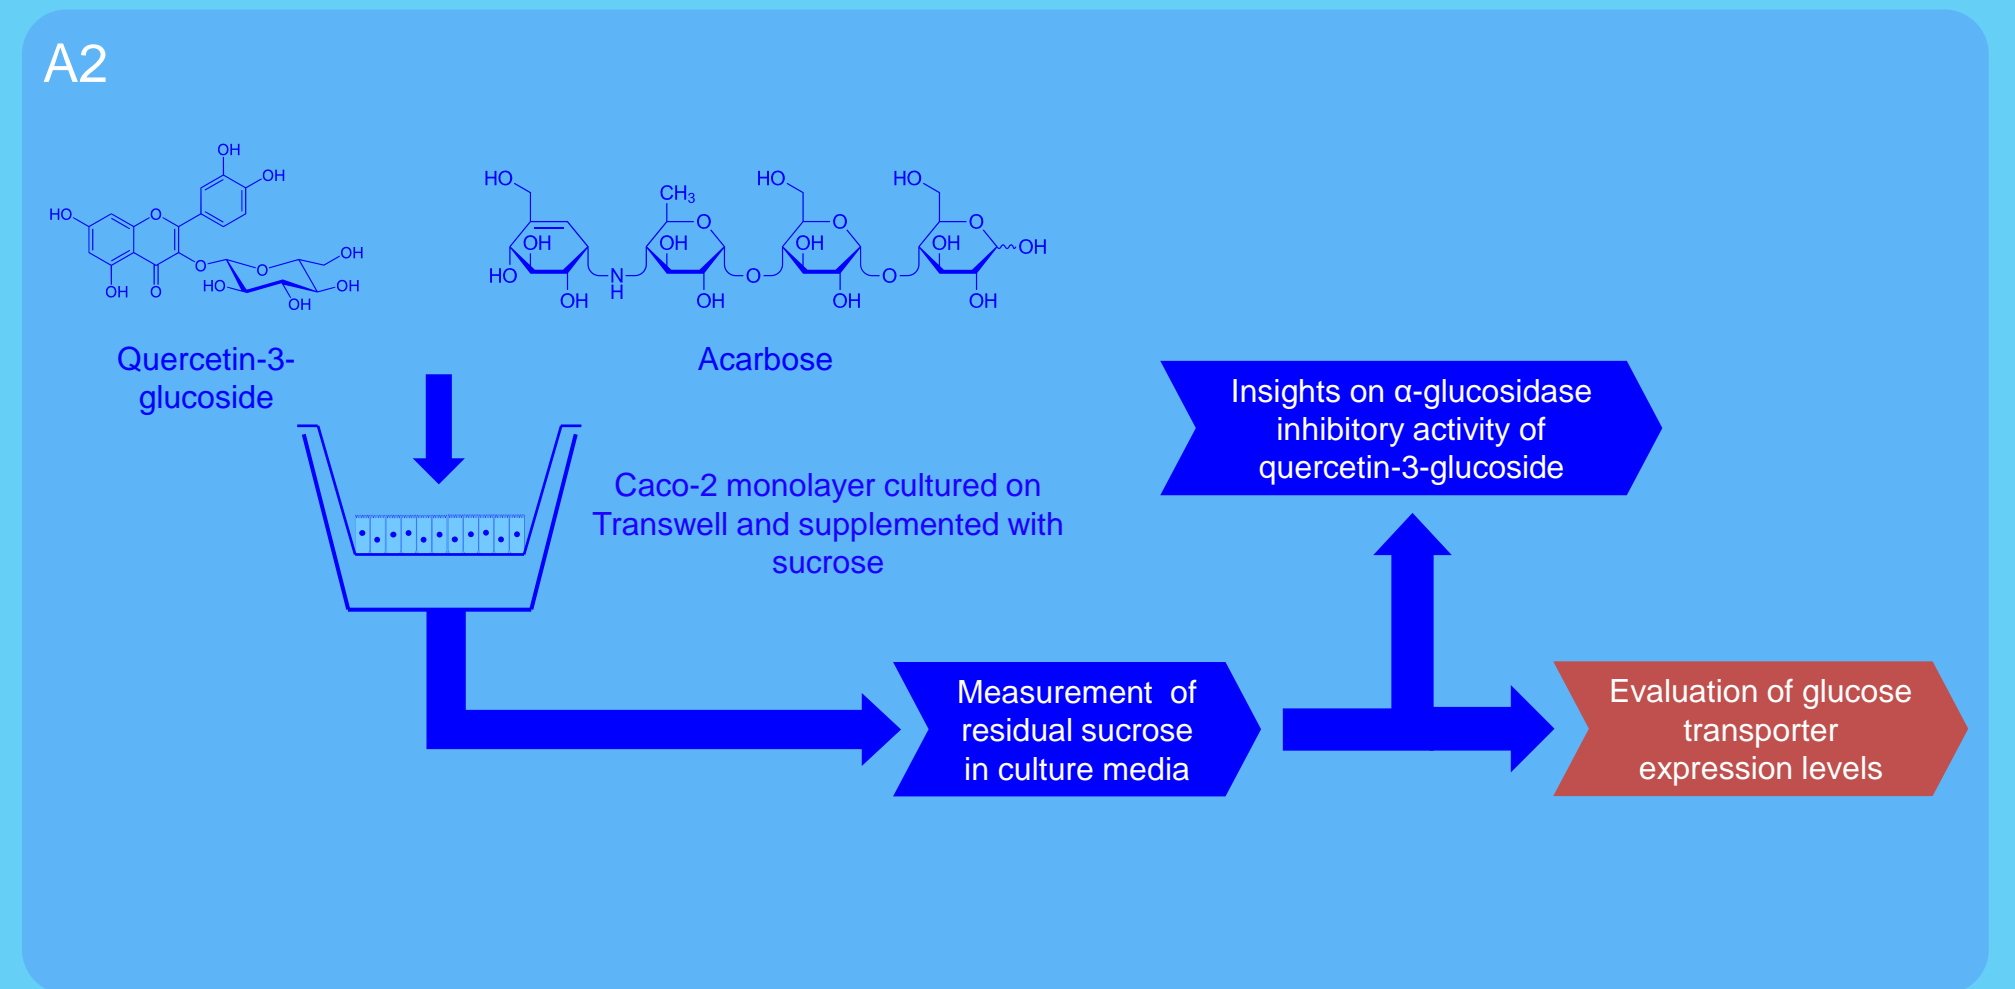 A2
OH
OH
HO
O
O
OH
O
OH
O
HO
OH
OH
HO
OH
HO
OH
N
H
CH3
O
OH
OH
O
HO
O
OH
OH
O
HO
O
OH
OH
OH
Quercetin-3-
glucoside
Acarbose
Caco-2 monolayer cultured on
Transwell and supplemented with
sucrose
Insights on α-glucosidase
inhibitory activity of
quercetin-3-glucoside
Measurement of
residual sucrose
in culture media
Evaluation of glucose
transporter
expression levels